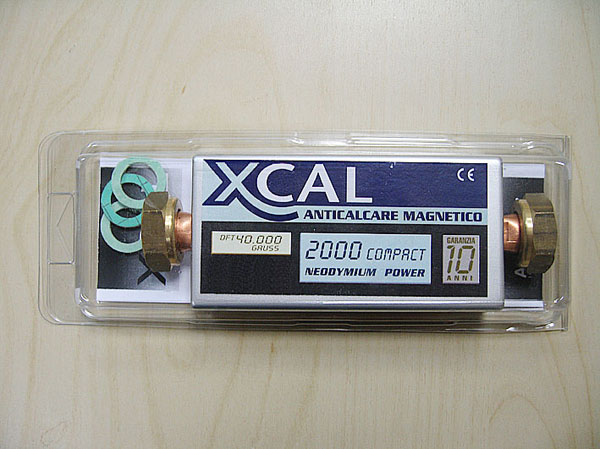 XCAL
CE
ANTICALCARE MAGNETICO
DFT 40.000
GAUSS
2000 COMPACT
NEODYMIUM POWER
GARANZIA
10
ANNI
X
A